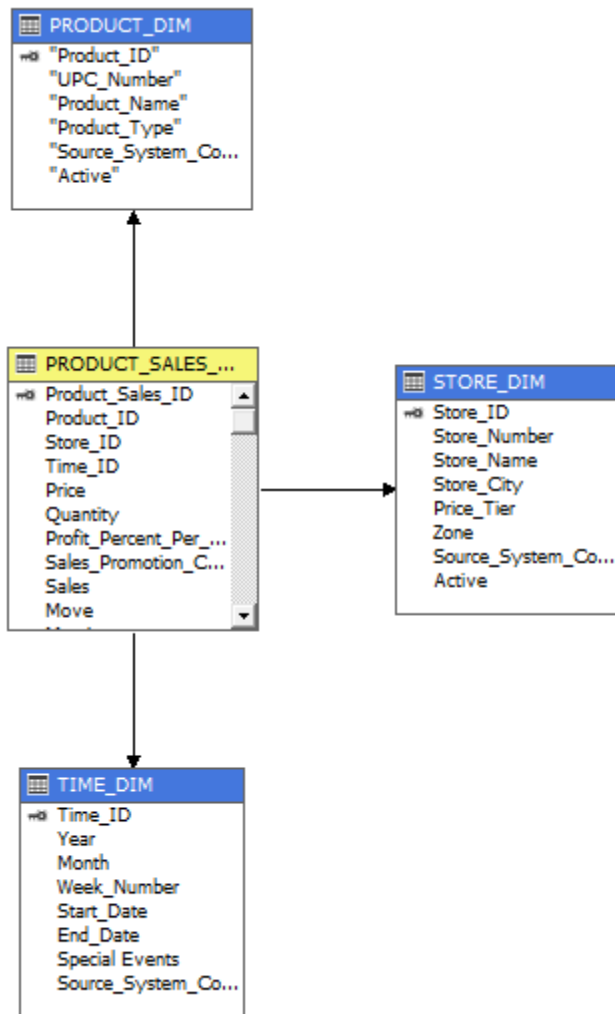 PRODUCT_DIM
"Product_ID"
"UPC_Number"
"Product_Name"
"Product_Type"
"Source_System_Co...
"Active"
PRODUCT_SALES_...
Product_Sales_ID
Product_ID
Store_ID
Time_ID
Price
Quantity
Profit_Percent_Per_...
Sales_Promotion_C...
Sales
Move
STORE_DIM
Store_ID
Store_Number
Store_Name
Store_City
Price_Tier
Zone
Source_System_Co...
Active
TIME_DIM
Time_ID
Year
Month
Week_Number
Start_Date
End_Date
Special Events
Source_System_Co...